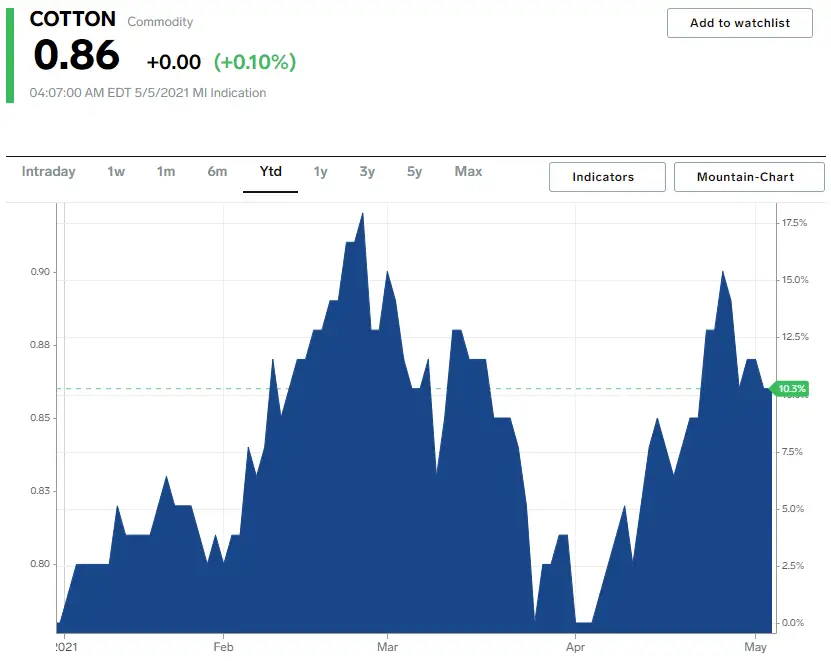 COTTON Commodity
Add to watchlist
0.86 +0.00 (+0.10%)
04:07:00 AM EDT 5/5/2021 MI Indication
Intraday 1w 1m 6m Ytd 1y 3y 5y Max
Indicators Mountain-Chart
17.5%
0.90
15.0%
0.88
12.5%
10.3%
0.85
7.5%
0.83
5.0%
0.80
2.5%
0.0%
2021 Feb Mar Apr May